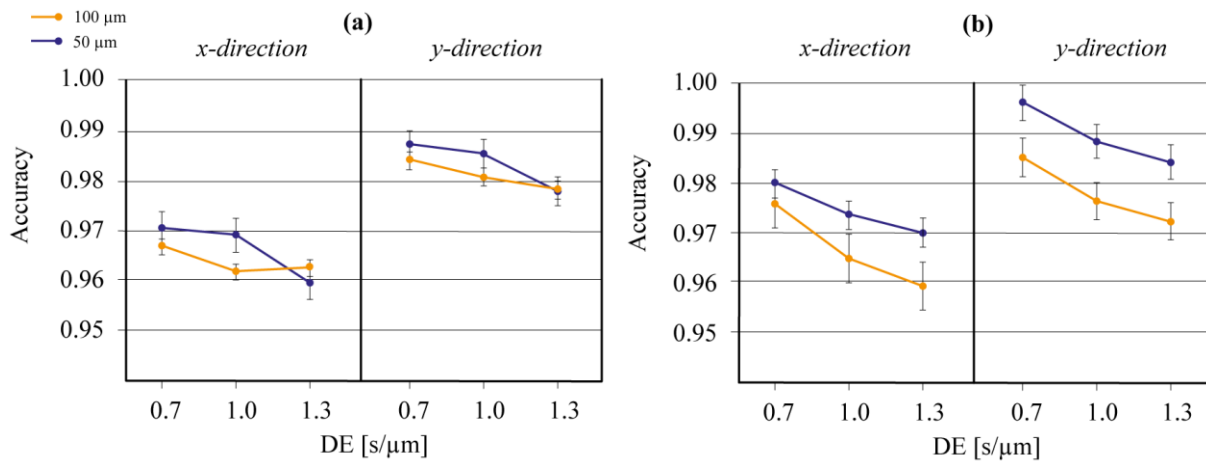 100 μm
50 μm
(a)
x-direction
y-direction
Accuracy
1.00
0.99
0.98
0.97
0.96
0.95
0.7
1.0
1.3
0.7
1.0
1.3
DE [s/μm]
(b)
x-direction
y-direction
Accuracy
1.00
0.99
0.98
0.97
0.96
0.95
0.7
1.0
1.3
0.7
1.0
1.3
DE [s/μm]